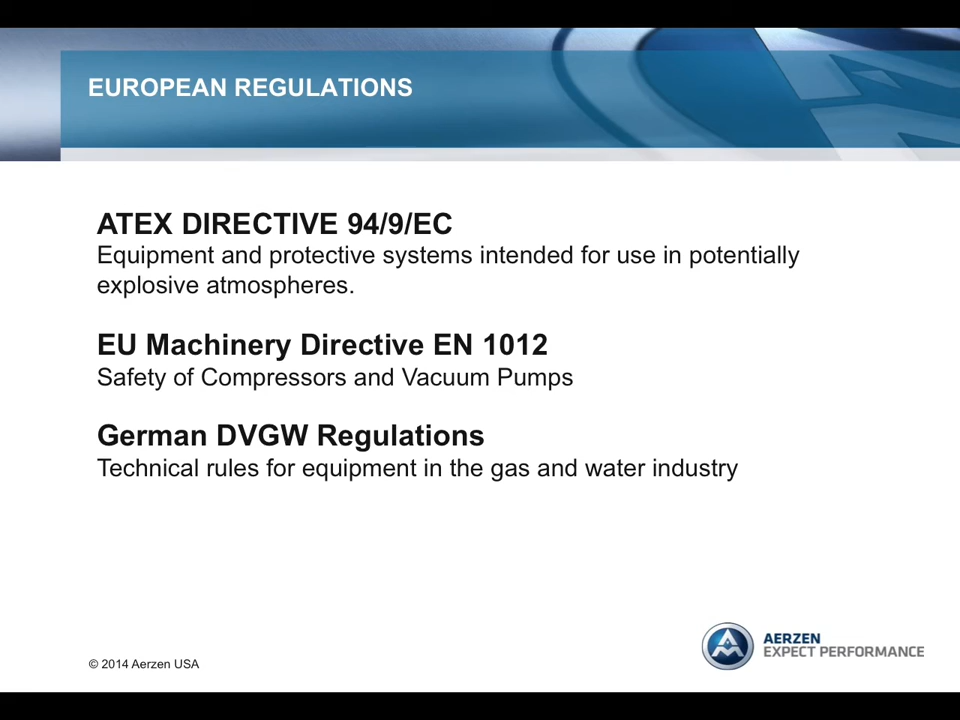 EUROPEAN REGULATIONS
ATEX DIRECTIVE 94/9/EC
Equipment and protective systems intended for use in potentially
explosive atmospheres.
EU Machinery Directive EN 1012
Safety of Compressors and Vacuum Pumps
German DVGW Regulations
Technical rules for equipment in the gas and water industry
© 2014 Aerzen USA
AERZEN
EXPECT PERFORMANCE